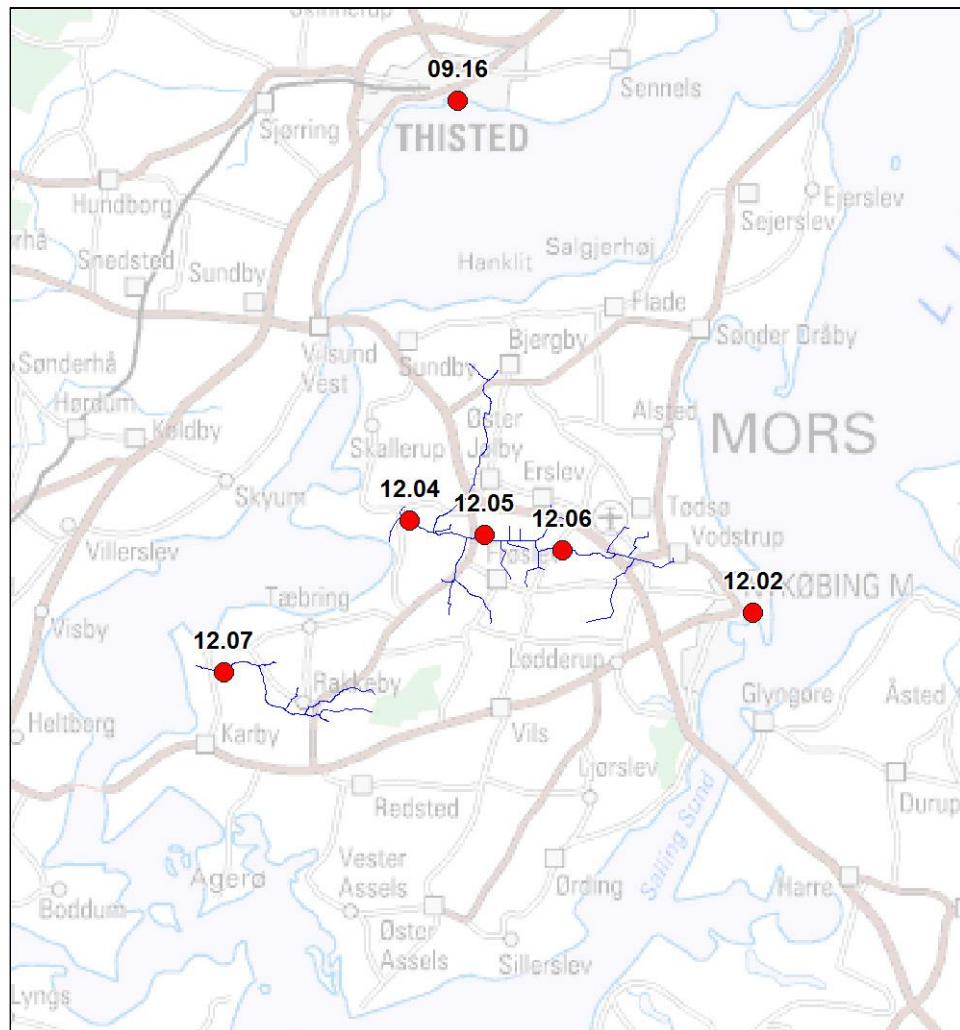 09.16
Sennels
Sjørring
THISTED
Hundborg
Sejerslev
Ejerslev
Salgjerhøj
Hanklit
Snedsted
Sundby
Flade
Vilsund
Vest
Sundby
Bjergby
Sønder Dråby
Sønderhå
Hørdum
Koldby
Skallerup
Øster
Jølby
Alsted
MORS
Erslev
Skyum
12.04
12.05
12.06
Tødsø
Villerslev
Vodstrup
12.02
KØBING M
Tæbring
Visby
12.07
Rakkeby
Lødderup
Glyngøre
Åsted
Heltborg
Karby
Vils
Ljørslev
Redsted
Durup
Salling Sund
Vester
Assels
Agerø
Ørding
Harre
Boddum
Øster
Assels
Sillerslev
Lyngs